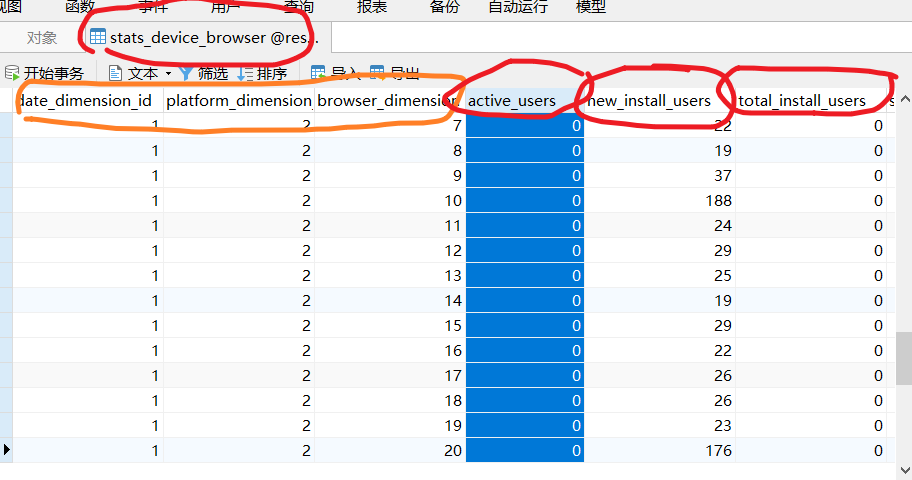 视图 函数 事件 用户 查询 报表 备份 自动运行 模型
对象 stats_device_browser @res...
开始事务 文本 筛选 排序 导入 导出
date_dimension_id platform_dimension browser_dimension active_users new_install_users total_install_users s
1 2 7 0 22 0
1 2 8 0 19 0
1 2 9 0 37 0
1 2 10 0 188 0
1 2 11 0 24 0
1 2 12 0 29 0
1 2 13 0 25 0
1 2 14 0 19 0
1 2 15 0 29 0
1 2 16 0 22 0
1 2 17 0 26 0
1 2 18 0 26 0
1 2 19 0 23 0
1 2 20 0 176 0